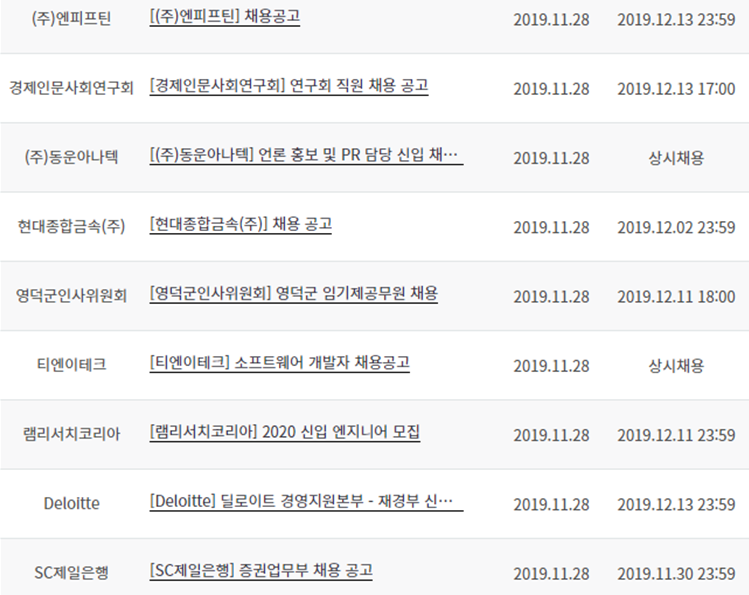 (주)엔피프틴 [(주)엔피프틴] 채용공고 2019.11.28 2019.12.13 23:59
경제인문사회연구회 [경제인문사회연구회] 연구회 직원 채용 공고 2019.11.28 2019.12.13 17:00
(주)동운아나텍 [(주)동운아나텍] 언론 홍보 및 PR 담당 신입 채… 2019.11.28 상시채용
현대종합금속(주) [현대종합금속(주)] 채용 공고 2019.11.28 2019.12.02 23:59
영덕군인사위원회 [영덕군인사위원회] 영덕군 임기제공무원 채용 2019.11.28 2019.12.11 18:00
티엔이테크 [티엔이테크] 소프트웨어 개발자 채용공고 2019.11.28 상시채용
램리서치코리아 [램리서치코리아] 2020 신입 엔지니어 모집 2019.11.28 2019.12.11 23:59
Deloitte [Deloitte] 딜로이트 경영지원본부 - 재경부 신… 2019.11.28 2019.12.13 23:59
SC제일은행 [SC제일은행] 증권업무부 채용 공고 2019.11.28 2019.11.30 23:59